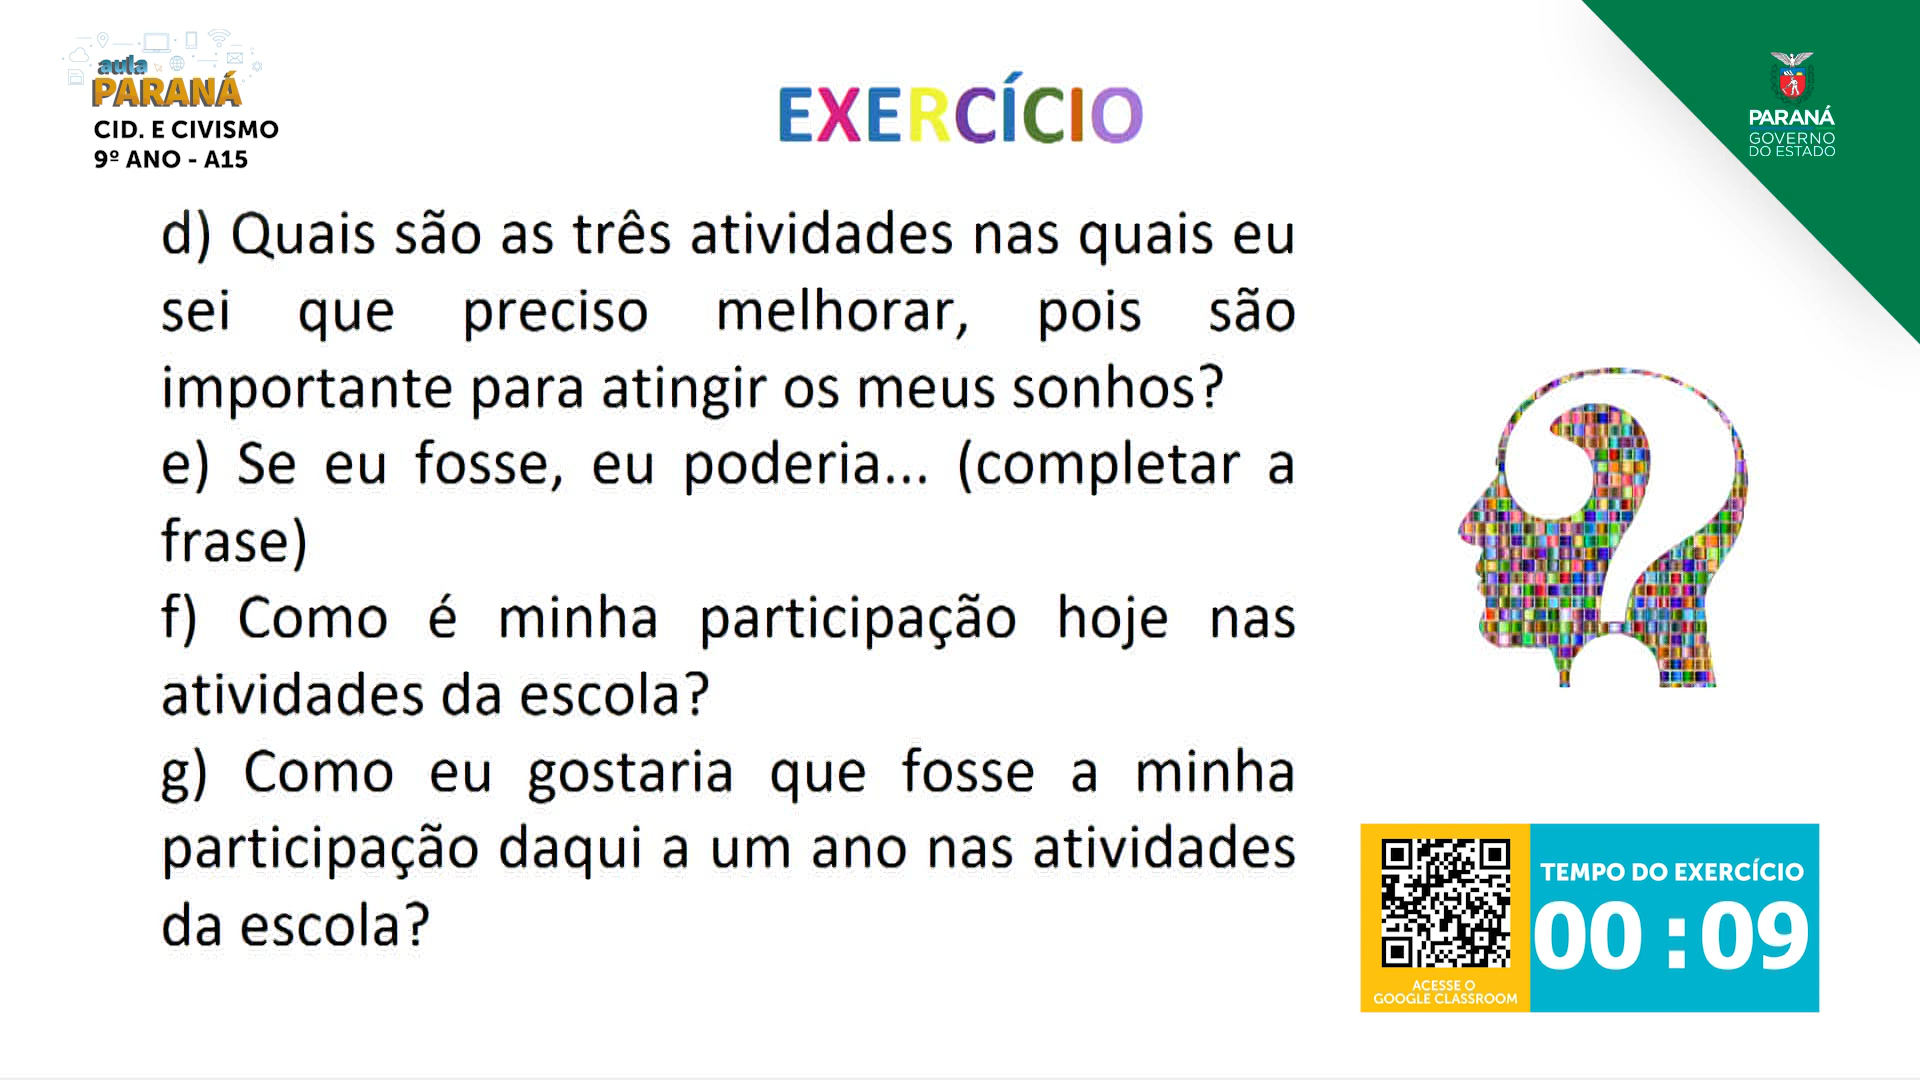 aula
PARANÁ
CID. E CIVISMO
9º ANO - A15
EXERCÍCIO
PARANÁ
GOVERNO
DO ESTADO
d) Quais são as três atividades nas quais eu
sei que preciso melhorar, pois são
importante para atingir os meus sonhos?
e) Se eu fosse, eu poderia... (completar a
frase)
f) Como é minha participação hoje nas
atividades da escola?
g) Como eu gostaria que fosse a minha
participação daqui a um ano nas atividades
da escola?
ACESSE O
GOOGLE CLASSROOM
TEMPO DO EXERCÍCIO
00:09